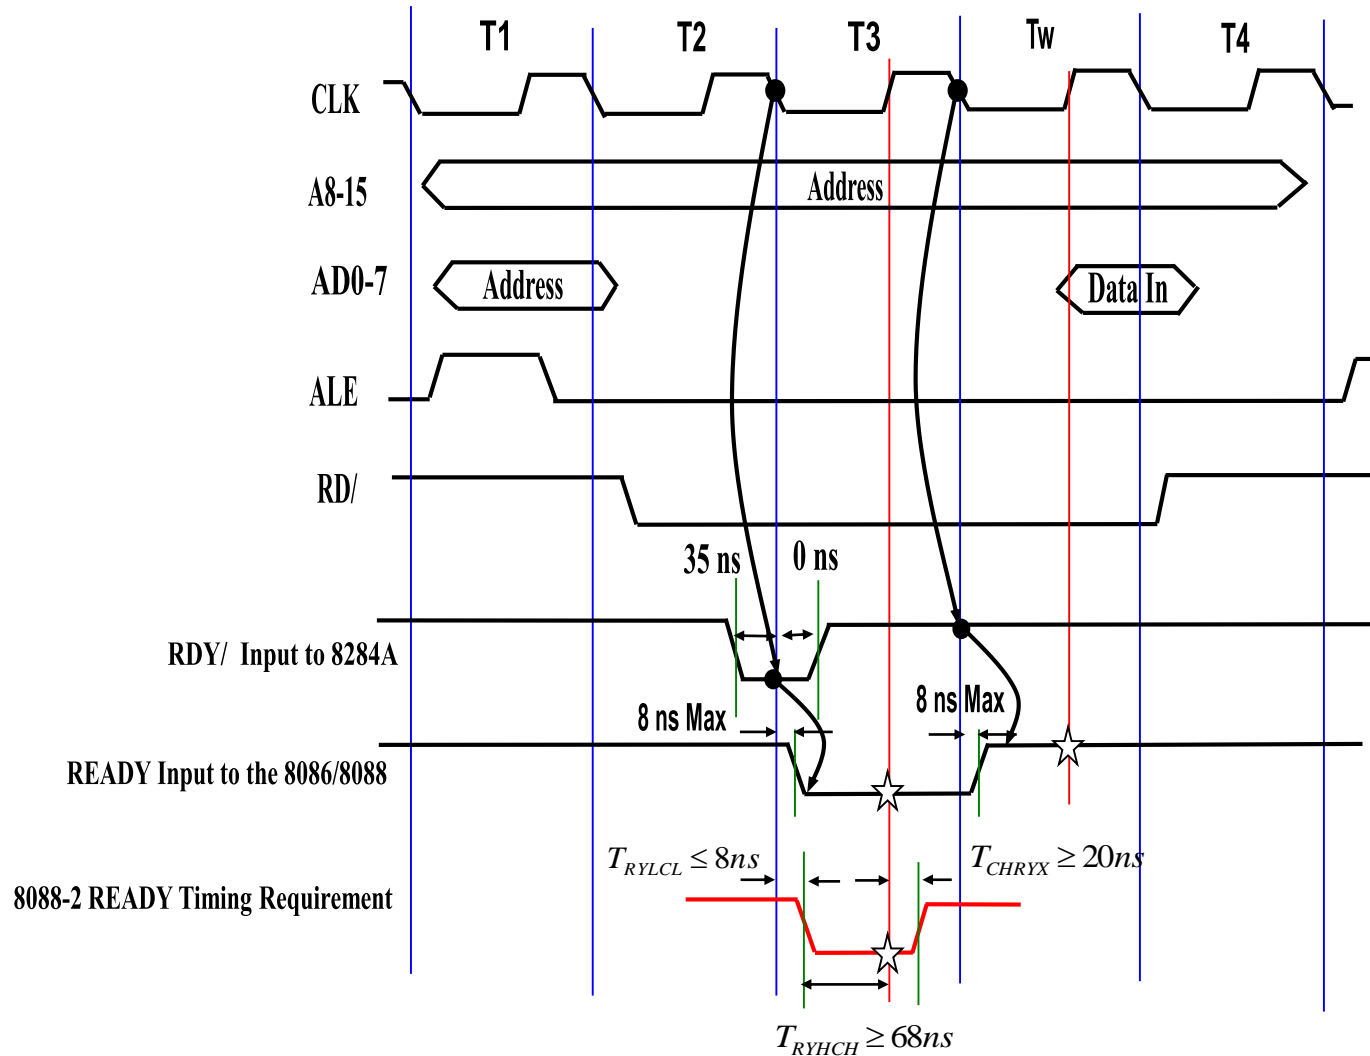 T1 T2 T3 Tw T4
CLK
A8-15 Address
AD0-7 Address Data In
ALE
RD/
35 ns 0 ns
RDY/ Input to 8284A
8 ns Max 8 ns Max
READY Input to the 8086/8088
T_RYLCL ≤ 8ns T_CHRYX ≥ 20ns
8088-2 READY Timing Requirement
T_RYHCH ≥ 68ns